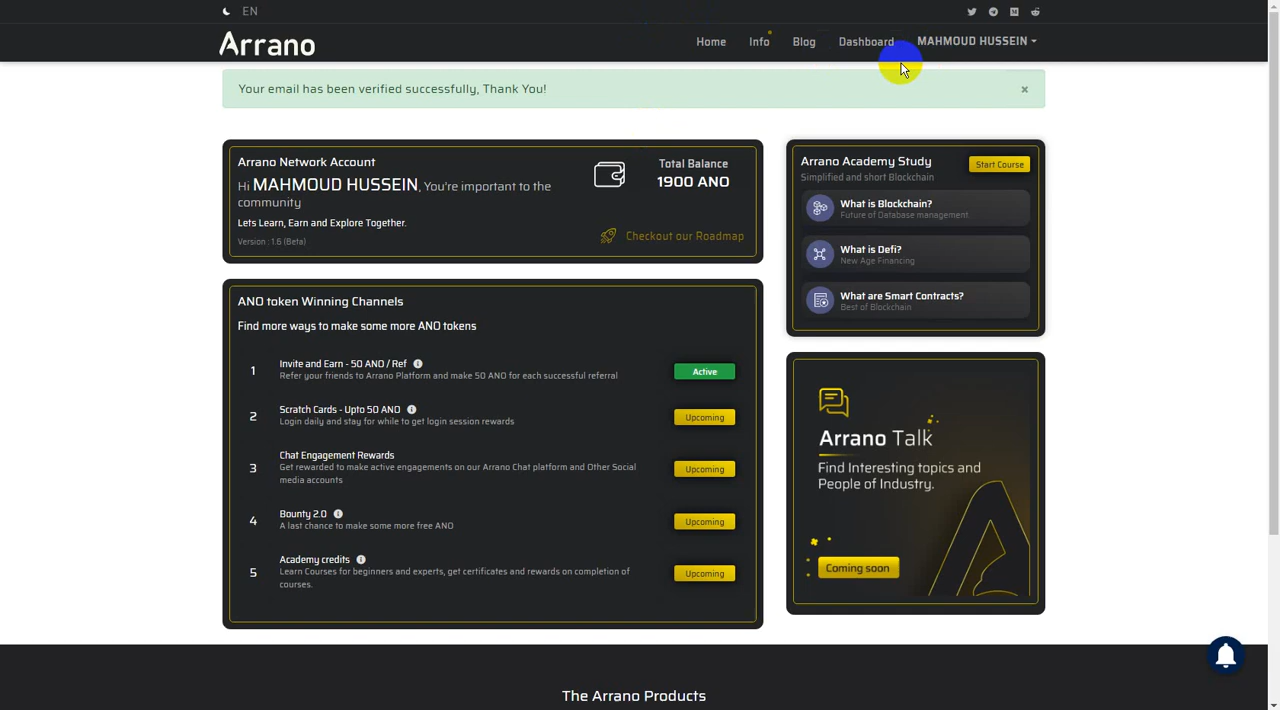 EN
Arrano
Home
Info
Blog
Dashboard
MAHMOUD HUSSEIN
Your email has been verified successfully, Thank You!
×
Arrano Network Account
Hi MAHMOUD HUSSEIN, You're important to the
community
Lets Learn, Earn and Explore Together.
Version : 1.6 (Beta)
Total Balance
1900 ANO
Checkout our Roadmap
Arrano Academy Study
Start Course
Simplified and short Blockchain
What is Blockchain?
Future of Database management.
What is Defi?
New Age Financing
What are Smart Contracts?
Best of Blockchain
ANO token Winning Channels
Find more ways to make some more ANO tokens
1
Invite and Earn - 50 ANO / Ref
Refer your friends to Arrano Platform and make 50 ANO for each successful referral
Active
2
Scratch Cards - Upto 50 ANO
Login daily and stay for while to get login session rewards
Upcoming
3
Chat Engagement Rewards
Get rewarded to make active engagements on our Arrano Chat platform and Other Social
media accounts
Upcoming
4
Bounty 2.0
A last chance to make some more free ANO
Upcoming
5
Academy credits
Learn Courses for beginners and experts, get certificates and rewards on completion of
courses.
Upcoming
Arrano Talk
Find Interesting topics and
People of Industry.
Coming soon
The Arrano Products